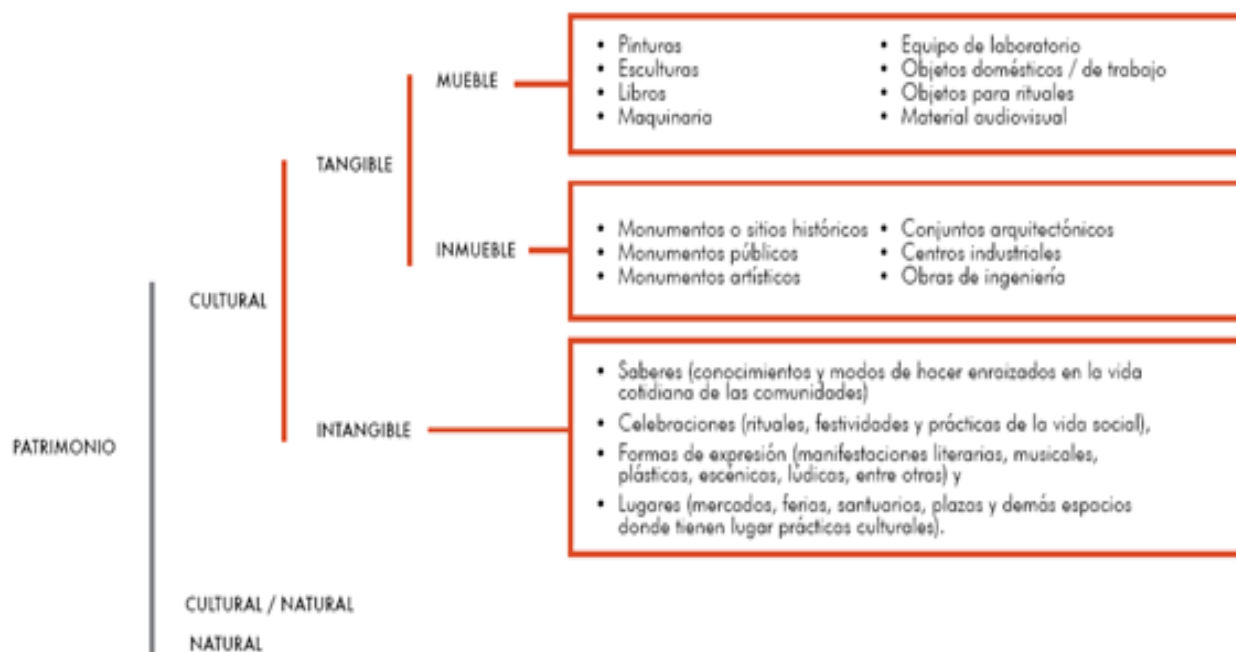 PATRIMONIO
CULTURAL
TANGIBLE
MUEBLE
• Pinturas
• Esculturas
• Libros
• Maquinaria
• Equipo de laboratorio
• Objetos domésticos / de trabajo
• Objetos para rituales
• Material audiovisual
INMUEBLE
• Monumentos o sitios históricos
• Monumentos públicos
• Monumentos artísticos
• Conjuntos arquitectónicos
• Centros industriales
• Obras de ingeniería
INTANGIBLE
• Saberes (conocimientos y modos de hacer enraizados en la vida
cotidiana de las comunidades)
• Celebraciones (rituales, festividades y prácticas de la vida social),
• Formas de expresión (manifestaciones literarias, musicales,
plásticas, escénicas, lúdicas, entre otras) y
• Lugares (mercados, ferias, santuarios, plazas y demás espacios
donde tienen lugar prácticas culturales).
CULTURAL / NATURAL
NATURAL